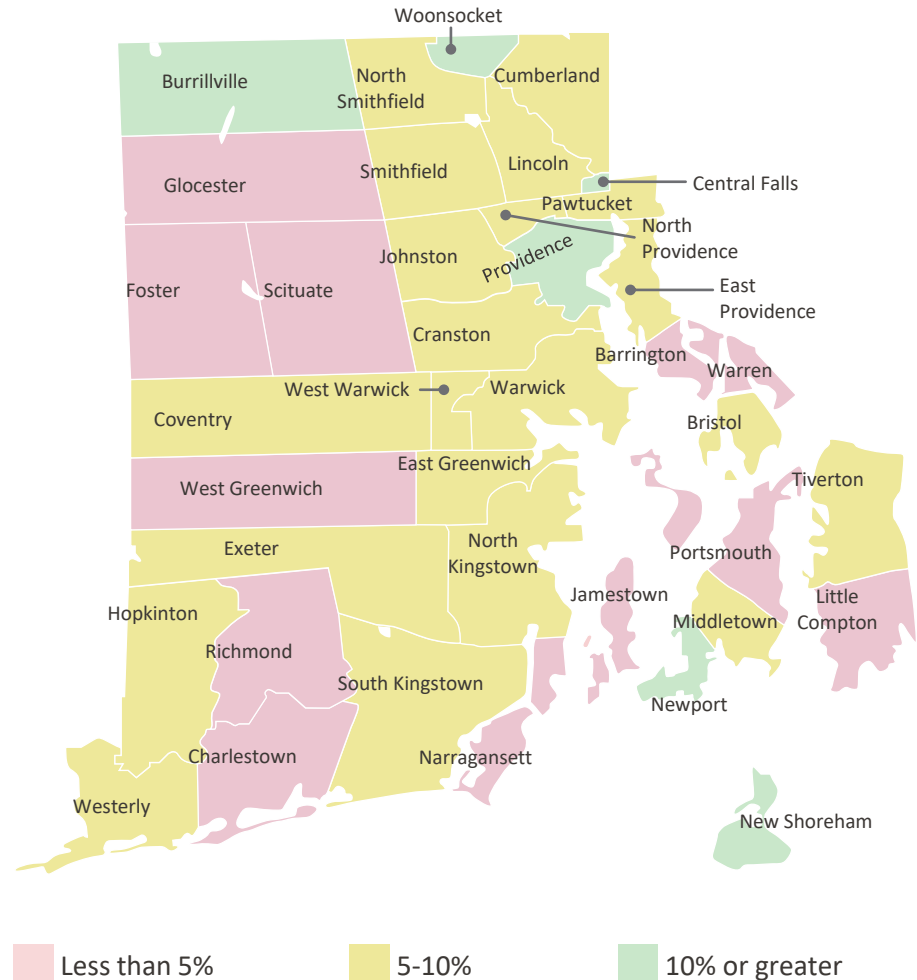 Woonsocket
Burrillville
North
Smithfield
Cumberland
Glocester
Smithfield
Lincoln
Central Falls
Pawtucket
North
Providence
Johnston
Providence
Foster
Scituate
East
Providence
Cranston
Barrington
Warren
West Warwick
Warwick
Coventry
Bristol
East Greenwich
West Greenwich
Tiverton
Exeter
North
Kingstown
Portsmouth
Jamestown
Hopkinton
Middletown
Little
Compton
Richmond
South Kingstown
Newport
Charlestown
Narragansett
Westerly
New Shoreham
Less than 5%
5-10%
10% or greater